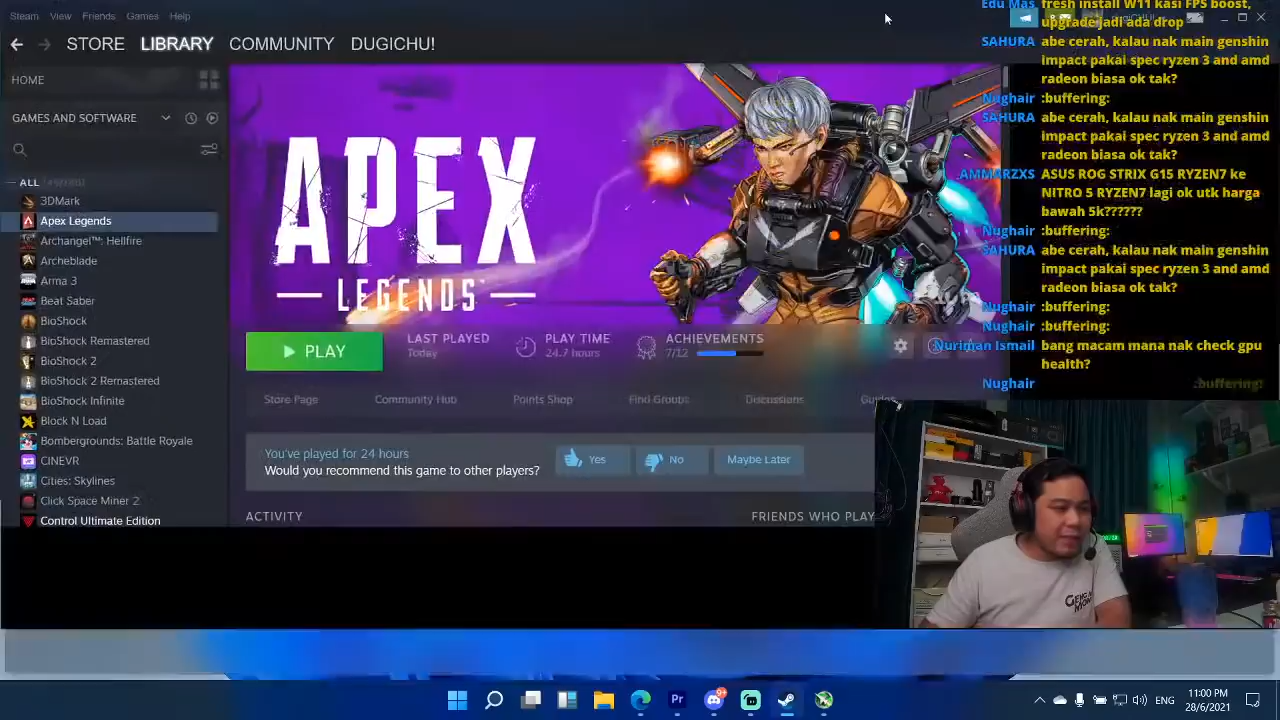 Steam View Friends Games Help
STORE LIBRARY COMMUNITY DUGICHU!
HOME
GAMES AND SOFTWARE
ALL
3DMark
Apex Legends
Archangel™: Hellfire
Archeblade
Arma 3
Beat Saber
BioShock
BioShock Remastered
BioShock 2
BioShock 2 Remastered
BioShock Infinite
Block N Load
Bombergrounds: Battle Royale
CINEVR
Cities: Skylines
Click Space Miner 2
Control Ultimate Edition
APEX
LEGENDS
PLAY
LAST PLAYED
Today
PLAY TIME
24.7 hours
ACHIEVEMENTS
7/12
Store Page Community Hub Points Shop Find Groups Discussions Guides
You've played for 24 hours
Would you recommend this game to other players?
Yes No Maybe Later
ACTIVITY
FRIENDS WHO PLAY
Edu Mas fresh install W11 kasi FPS boost,
upgrade jadi ada drop
SAHURA abe cerah, kalau nak main genshin
impact pakai spec ryzen 3 and amd
radeon biasa ok tak?
Nughair :buffering:
SAHURA abe cerah, kalau nak main genshin
impact pakai spec ryzen 3 and amd
radeon biasa ok tak?
AMMARZXS ASUS ROG STRIX G15 RYZEN7 ke
NITRO 5 RYZEN7 lagi ok utk harga
bawah 5k??????
Nughair :buffering:
SAHURA abe cerah, kalau nak main genshin
impact pakai spec ryzen 3 and amd
radeon biasa ok tak?
Nughair :buffering:
Nughair :buffering:
Nuriman Ismail bang macam mana nak check gpu
health?
Nughair :buffering:
Pr
ENG
11:00 PM
28/6/2021